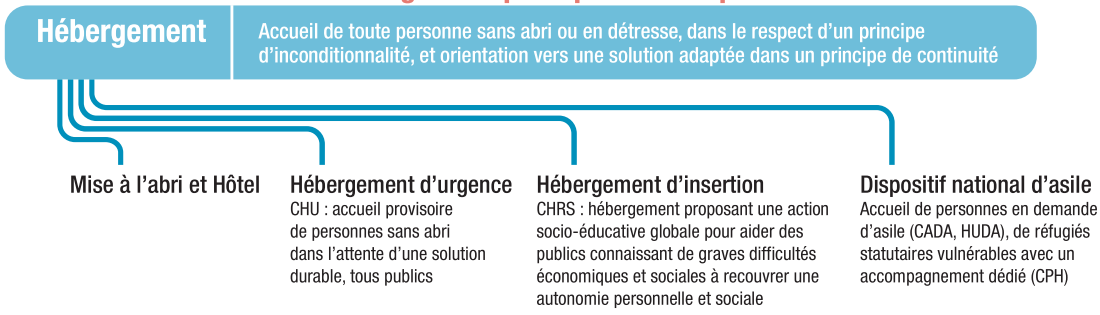 Hébergement
Accueil de toute personne sans abri ou en détresse, dans le respect d'un principe
d'inconditionnalité, et orientation vers une solution adaptée dans un principe de continuité
Mise à l'abri et Hôtel
Hébergement d'urgence
CHU : accueil provisoire
de personnes sans abri
dans l'attente d'une solution
durable, tous publics
Hébergement d'insertion
CHRS : hébergement proposant une action
socio-éducative globale pour aider des
publics connaissant de graves difficultés
économiques et sociales à recouvrer une
autonomie personnelle et sociale
Dispositif national d'asile
Accueil de personnes en demande
d'asile (CADA, HUDA), de réfugiés
statutaires vulnérables avec un
accompagnement dédié (CPH)